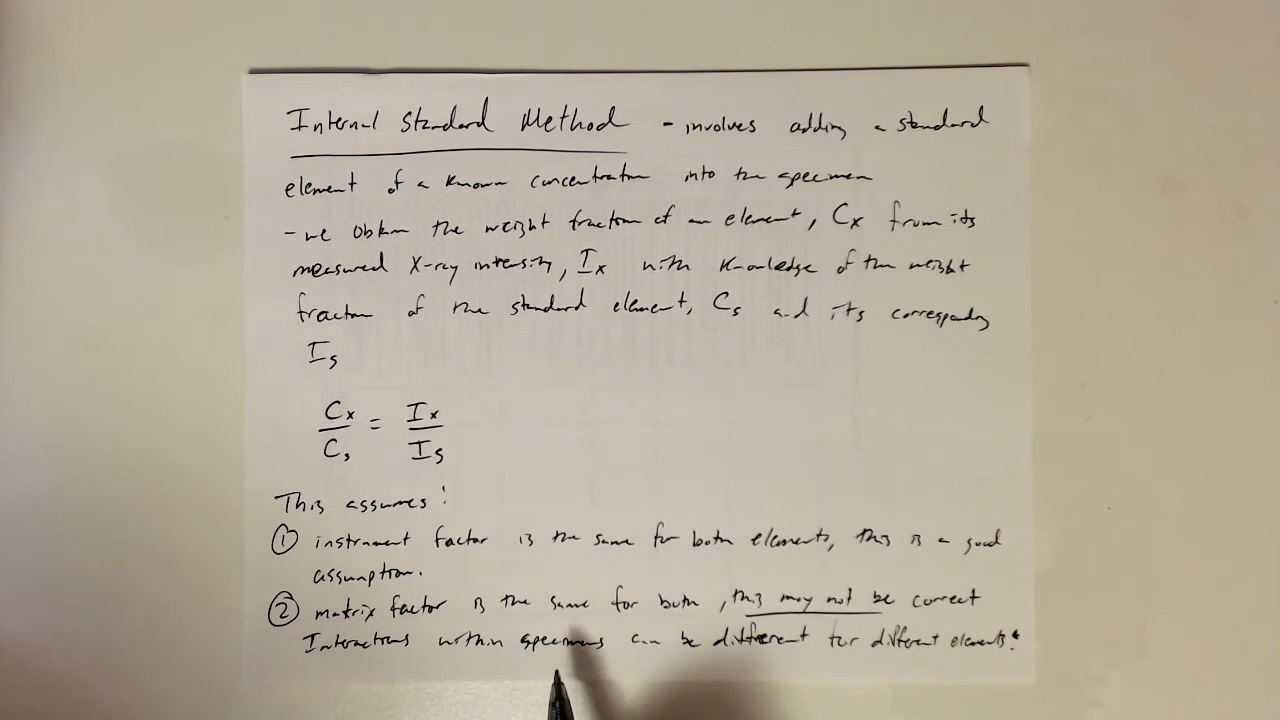 Internal Standard Method - involves adding a standard
element of a known concentration into the specimen
- we obtain the weight fraction of an element, Cx from its
measured X-ray intensity, Ix with knowledge of the weight
fraction of the standard element, Cs and its corresponding
Is
Cx/Cs = Ix/Is
This assumes:
① instrument factor is the same for both elements, this is a good
assumption.
② matrix factor is the same for both, this may not be correct
Interactions within specimens can be different for different elements.